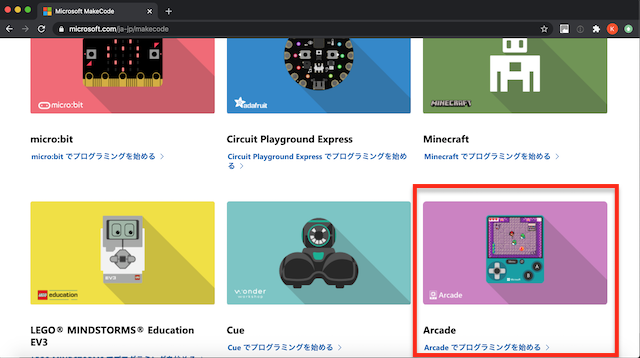 Microsoft MakeCode
microsoft.com/ja-jp/makecode
K
micro:bit
adafruit
MINECRAFT
micro:bit
Circuit Playground Express
Minecraft
micro:bit でプログラミングを始める
Circuit Playground Express でプログラミングを始め
る
Minecraft でプログラミングを始める
EV3
LEGO education
wonder
workshop
A
B
Arcade
LEGO® MINDSTORMS® Education
EV3
Cue
Arcade
Cue でプログラミングを始める
Arcade でプログラミングを始める